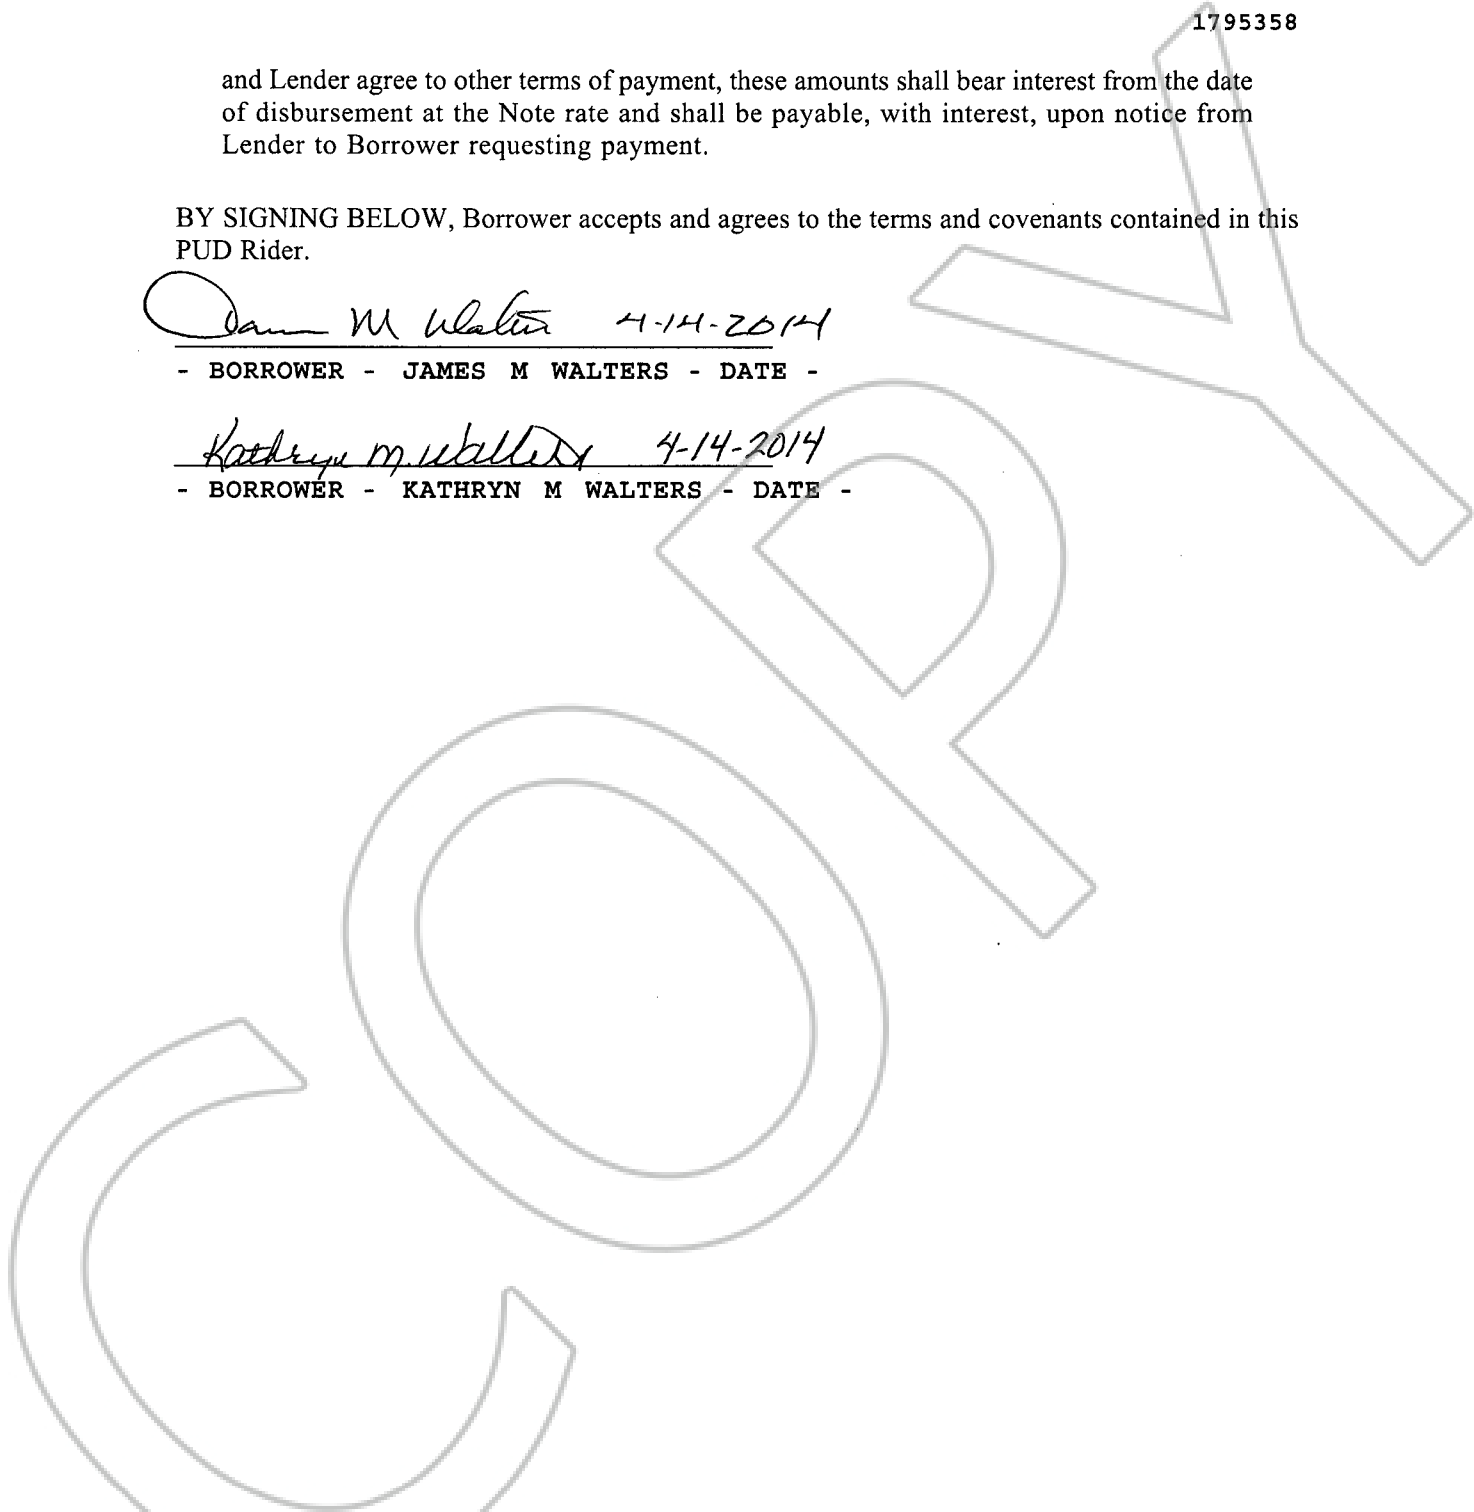 1795358
and Lender agree to other terms of payment, these amounts shall bear interest from the date
of disbursement at the Note rate and shall be payable, with interest, upon notice from
Lender to Borrower requesting payment.
BY SIGNING BELOW, Borrower accepts and agrees to the terms and covenants contained in this
PUD Rider.
James M Walters 4-14-2014
- BORROWER - JAMES M WALTERS - DATE -
Kathryn M. Walters 4-14-2014
- BORROWER - KATHRYN M WALTERS - DATE -
COPY